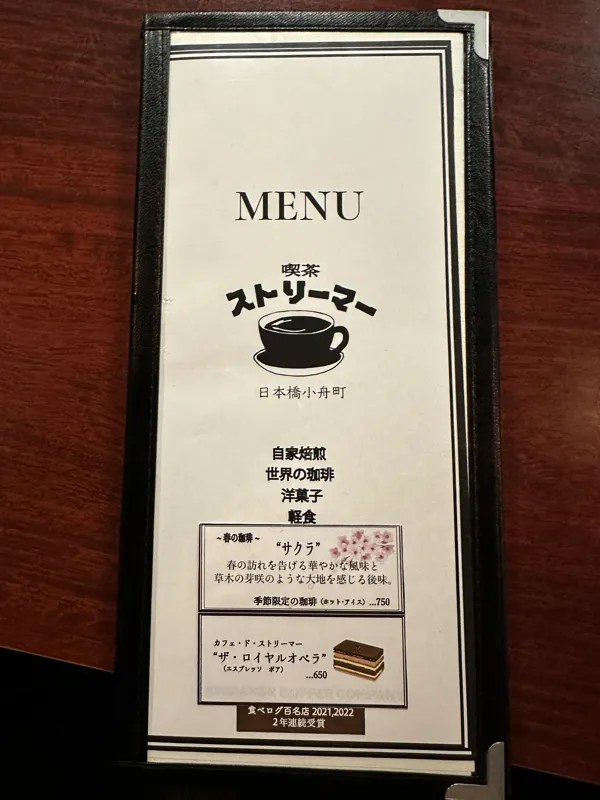 MENU
喫茶
ストリーマー
日本橋小舟町
自家焙煎
世界の珈琲
洋菓子
軽食
~春の珈琲~
“サクラ”
春の訪れを告げる華やかな風味と
草木の芽咲のような大地を感じる後味。
季節限定の珈琲（ホット・アイス）...750
カフェ・ド・ストリーマー
“ザ・ロイヤルオペラ”
（エスプレッソ ポア）
...650
COFFEE COMPANY
食べログ百名店 2021,2022
2年連続受賞